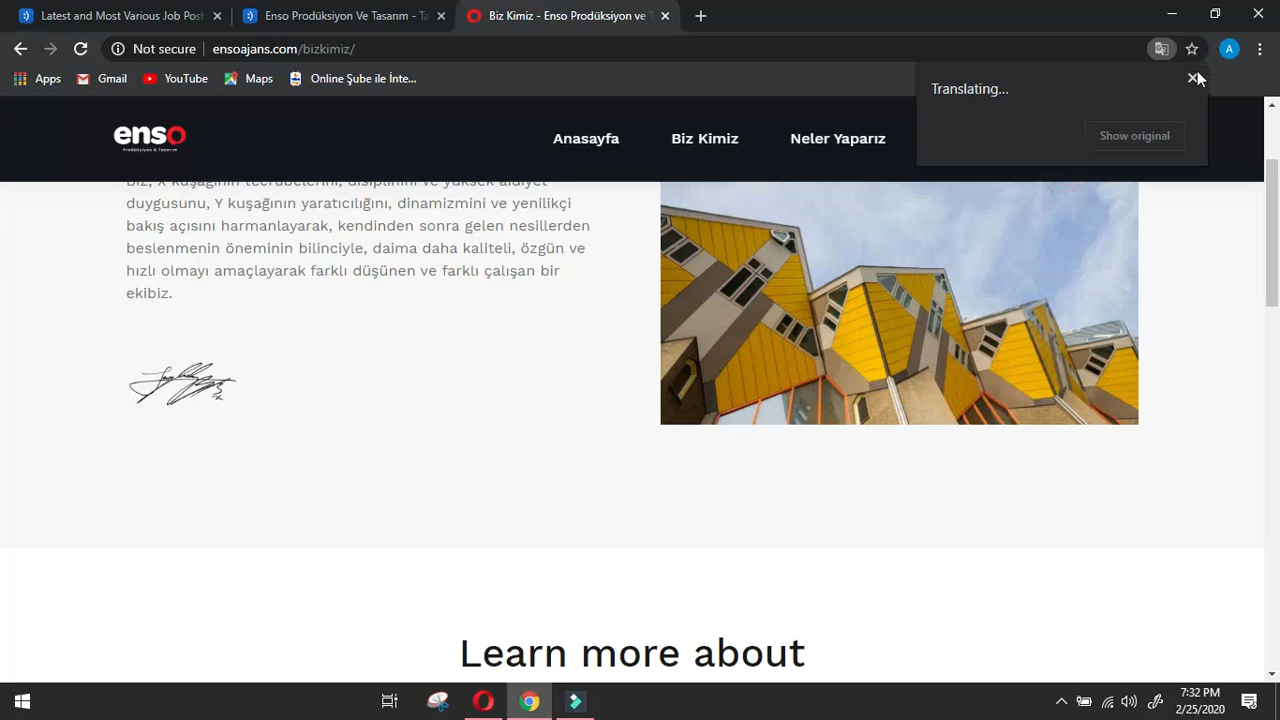 Latest and Most Various Job Post
Enso Prodüksiyon Ve Tasarım - Ta
Biz Kimiz - Enso Prodüksiyon ve T
Not secure
ensoajans.com/bizkimiz/
A
Apps
Gmail
YouTube
Maps
Online Şube ile İnte...
Translating...
Show original
enso
Prodüksiyon & Tasarım
Anasayfa
Biz Kimiz
Neler Yaparız
Biz, X kuşağının tecrübelerini, disiplinini ve yüksek aidiyet
duygusunu, Y kuşağının yaratıcılığını, dinamizmini ve yenilikçi
bakış açısını harmanlayarak, kendinden sonra gelen nesillerden
beslenmenin öneminin bilinciyle, daima daha kaliteli, özgün ve
hızlı olmayı amaçlayarak farklı düşünen ve farklı çalışan bir
ekibiz.
Learn more about
7:32 PM
2/25/2020